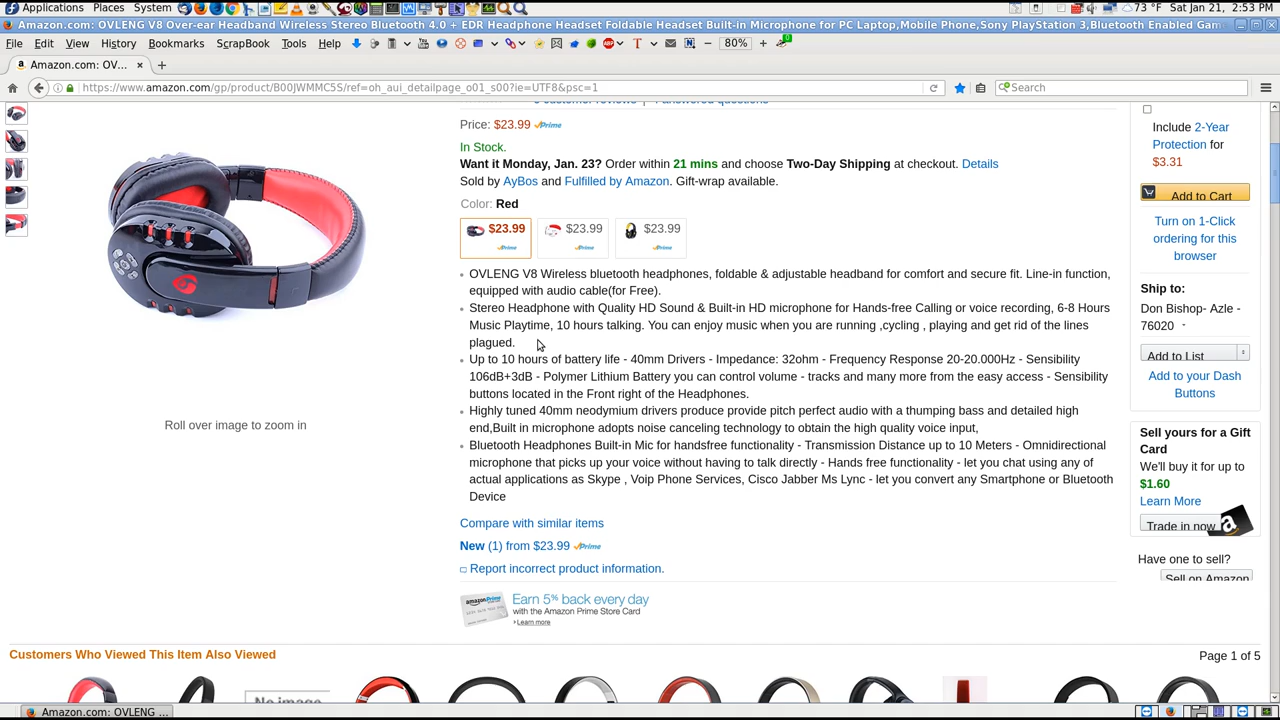 Applications Places System 73 °F Sat Jan 21, 2:53 PM
Amazon.com: OVLENG V8 Over-ear Headband Wireless Stereo Bluetooth 4.0 + EDR Headphone Headset Foldable Headset Built-in Microphone for PC Laptop,Mobile Phone,Sony PlayStation 3,Bluetooth Enabled Gam
File Edit View History Bookmarks ScrapBook Tools Help 80%
Amazon.com: OV...
https://www.amazon.com/gp/product/B00JWMMC5S/ref=oh_aui_detailpage_o01_s00?ie=UTF8&psc=1 Search
Price: $23.99 Prime
In Stock.
Want it Monday, Jan. 23? Order within 21 mins and choose Two-Day Shipping at checkout. Details
Sold by AyBos and Fulfilled by Amazon. Gift-wrap available.
Color: Red
$23.99 Prime
$23.99 Prime
$23.99 Prime
OVLENG V8 Wireless bluetooth headphones, foldable & adjustable headband for comfort and secure fit. Line-in function,
equipped with audio cable(for Free).
Stereo Headphone with Quality HD Sound & Built-in HD microphone for Hands-free Calling or voice recording, 6-8 Hours
Music Playtime, 10 hours talking. You can enjoy music when you are running ,cycling , playing and get rid of the lines
plagued.
Up to 10 hours of battery life - 40mm Drivers - Impedance: 32ohm - Frequency Response 20-20.000Hz - Sensibility
106dB+3dB - Polymer Lithium Battery you can control volume - tracks and many more from the easy access - Sensibility
buttons located in the Front right of the Headphones.
Highly tuned 40mm neodymium drivers produce provide pitch perfect audio with a thumping bass and detailed high
end,Built in microphone adopts noise canceling technology to obtain the high quality voice input,
Bluetooth Headphones Built-in Mic for handsfree functionality - Transmission Distance up to 10 Meters - Omnidirectional
microphone that picks up your voice without having to talk directly - Hands free functionality - let you chat using any of
actual applications as Skype , Voip Phone Services, Cisco Jabber Ms Lync - let you convert any Smartphone or Bluetooth
Device
Compare with similar items
New (1) from $23.99 Prime
Report incorrect product information.
amazonPrime
Earn 5% back every day
with the Amazon Prime Store Card
Learn more
Roll over image to zoom in
Include 2-Year
Protection for
$3.31
Add to Cart
Turn on 1-Click
ordering for this
browser
Ship to:
Don Bishop- Azle -
76020
Add to List
Add to your Dash
Buttons
Sell yours for a Gift
Card
We'll buy it for up to
$1.60
Learn More
Trade in now
Have one to sell?
Sell on Amazon
Customers Who Viewed This Item Also Viewed
Page 1 of 5
No image
Amazon.com: OVLENG ...